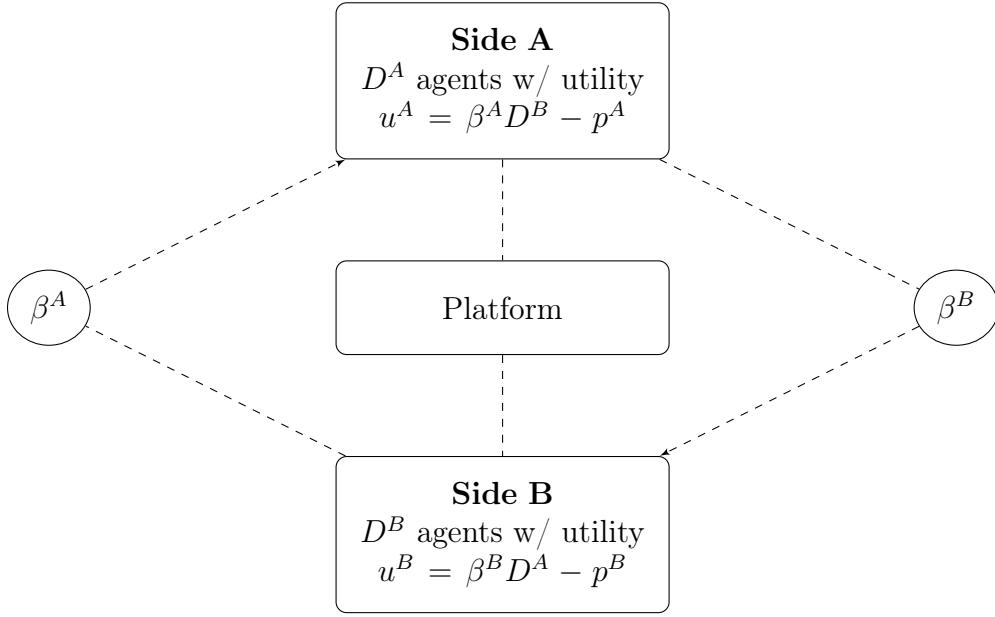 Side A
D^A agents w/ utility
u^A = β^A D^B − p^A
β^A
Platform
β^B
Side B
D^B agents w/ utility
u^B = β^B D^A − p^B